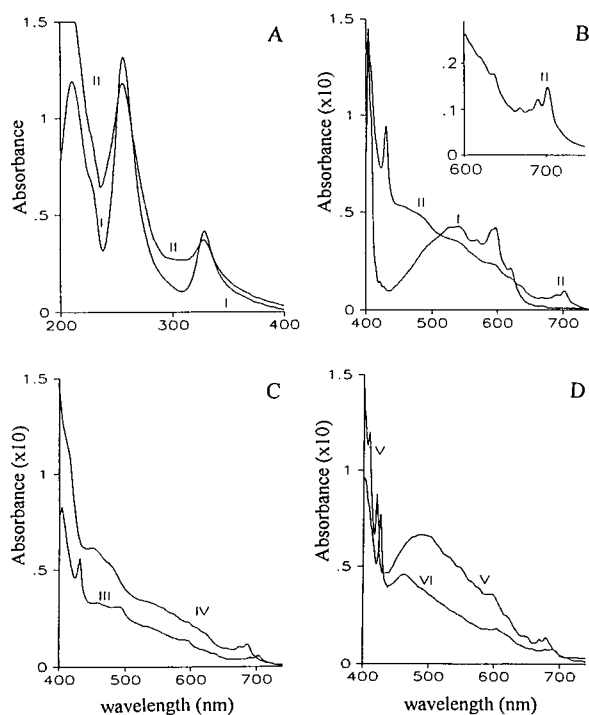 A
Absorbance
1.5
1
.5
0
200
300
400
II
I
II
I
B
Absorbance (x10)
1.5
1
.5
0
400
500
600
700
II
I
II
.2
.1
0
600
700
II
C
Absorbance (x10)
1.5
1
.5
0
400
500
600
700
III
IV
wavelength (nm)
D
Absorbance (x10)
1.5
1
.5
0
400
500
600
700
V
V
VI
wavelength (nm)